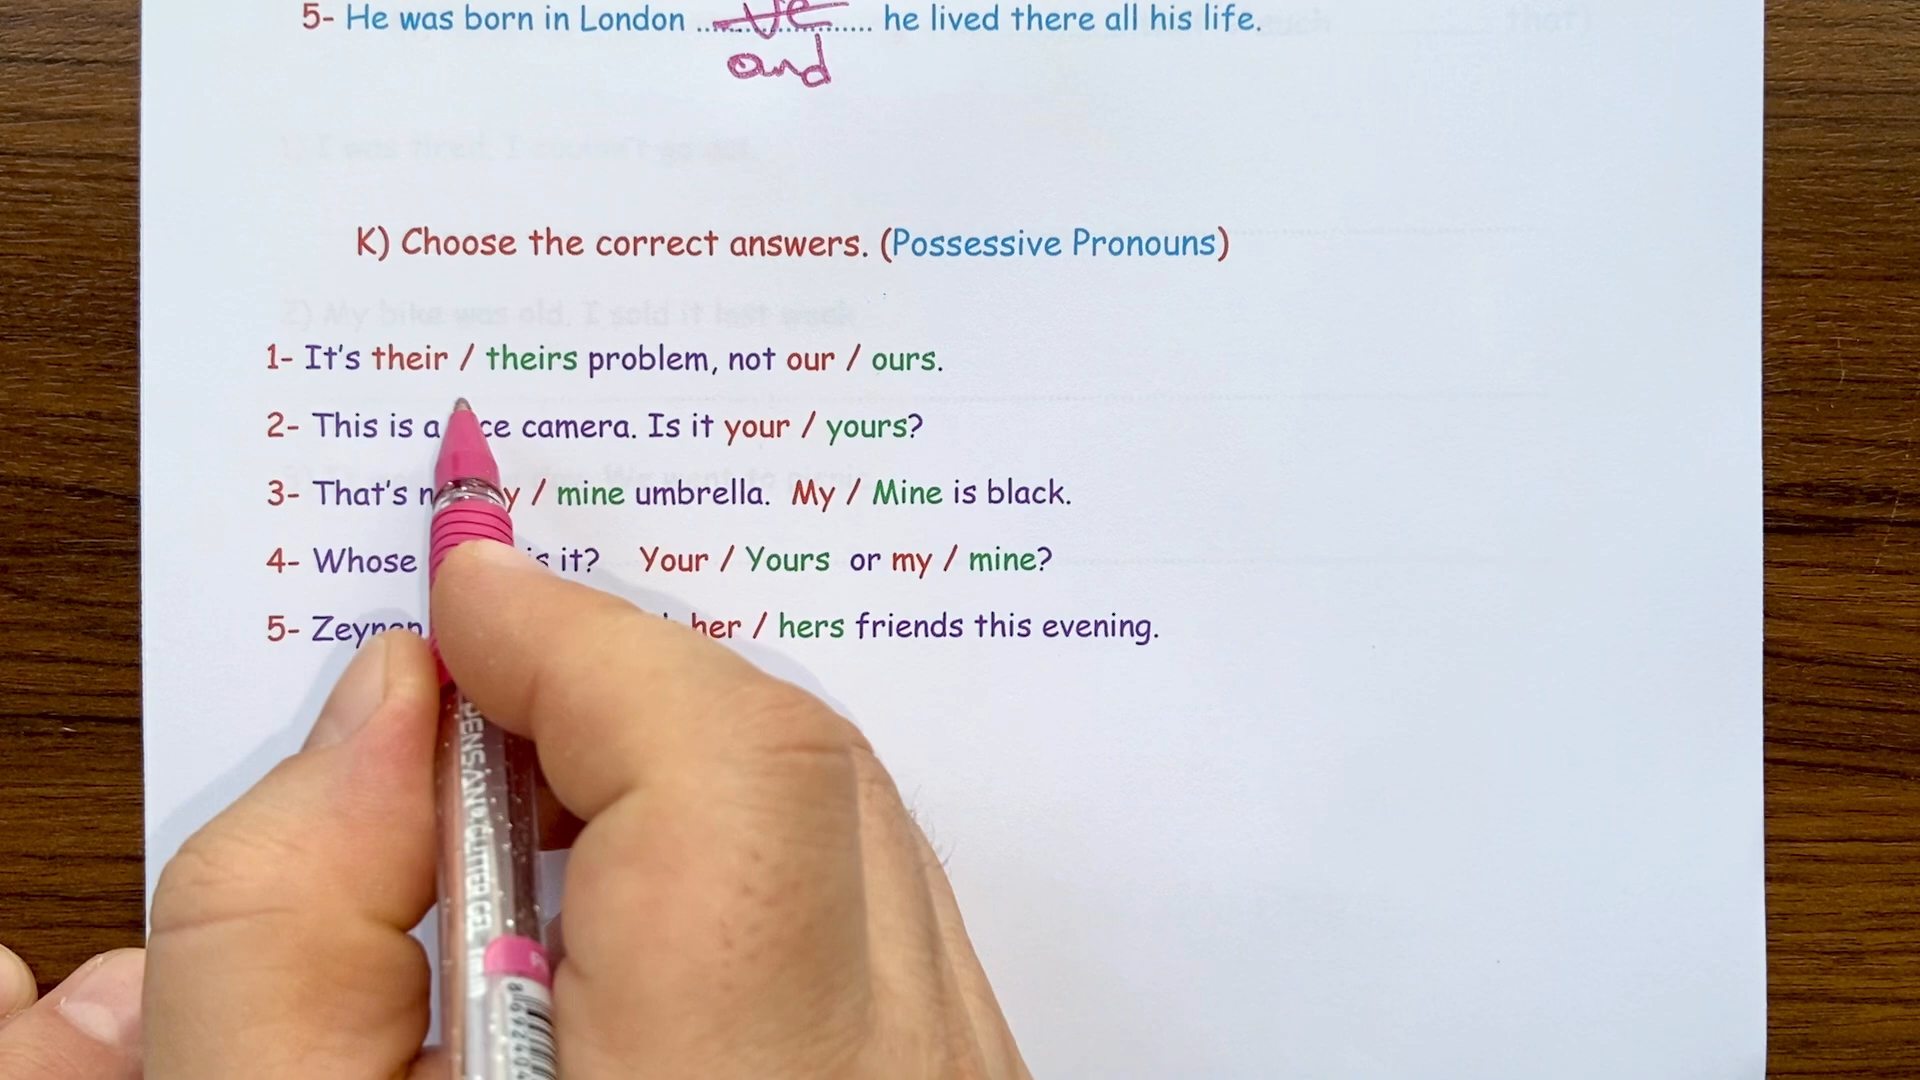 5- He was born in London .................. he lived there all his life.
and
K) Choose the correct answers. (Possessive Pronouns)
1- It's their / theirs problem, not our / ours.
2- This is a ce camera. Is it your / yours?
3- That's n y / mine umbrella. My / Mine is black.
4- Whose is it? Your / Yours or my / mine?
5- Zeynep her / hers friends this evening.